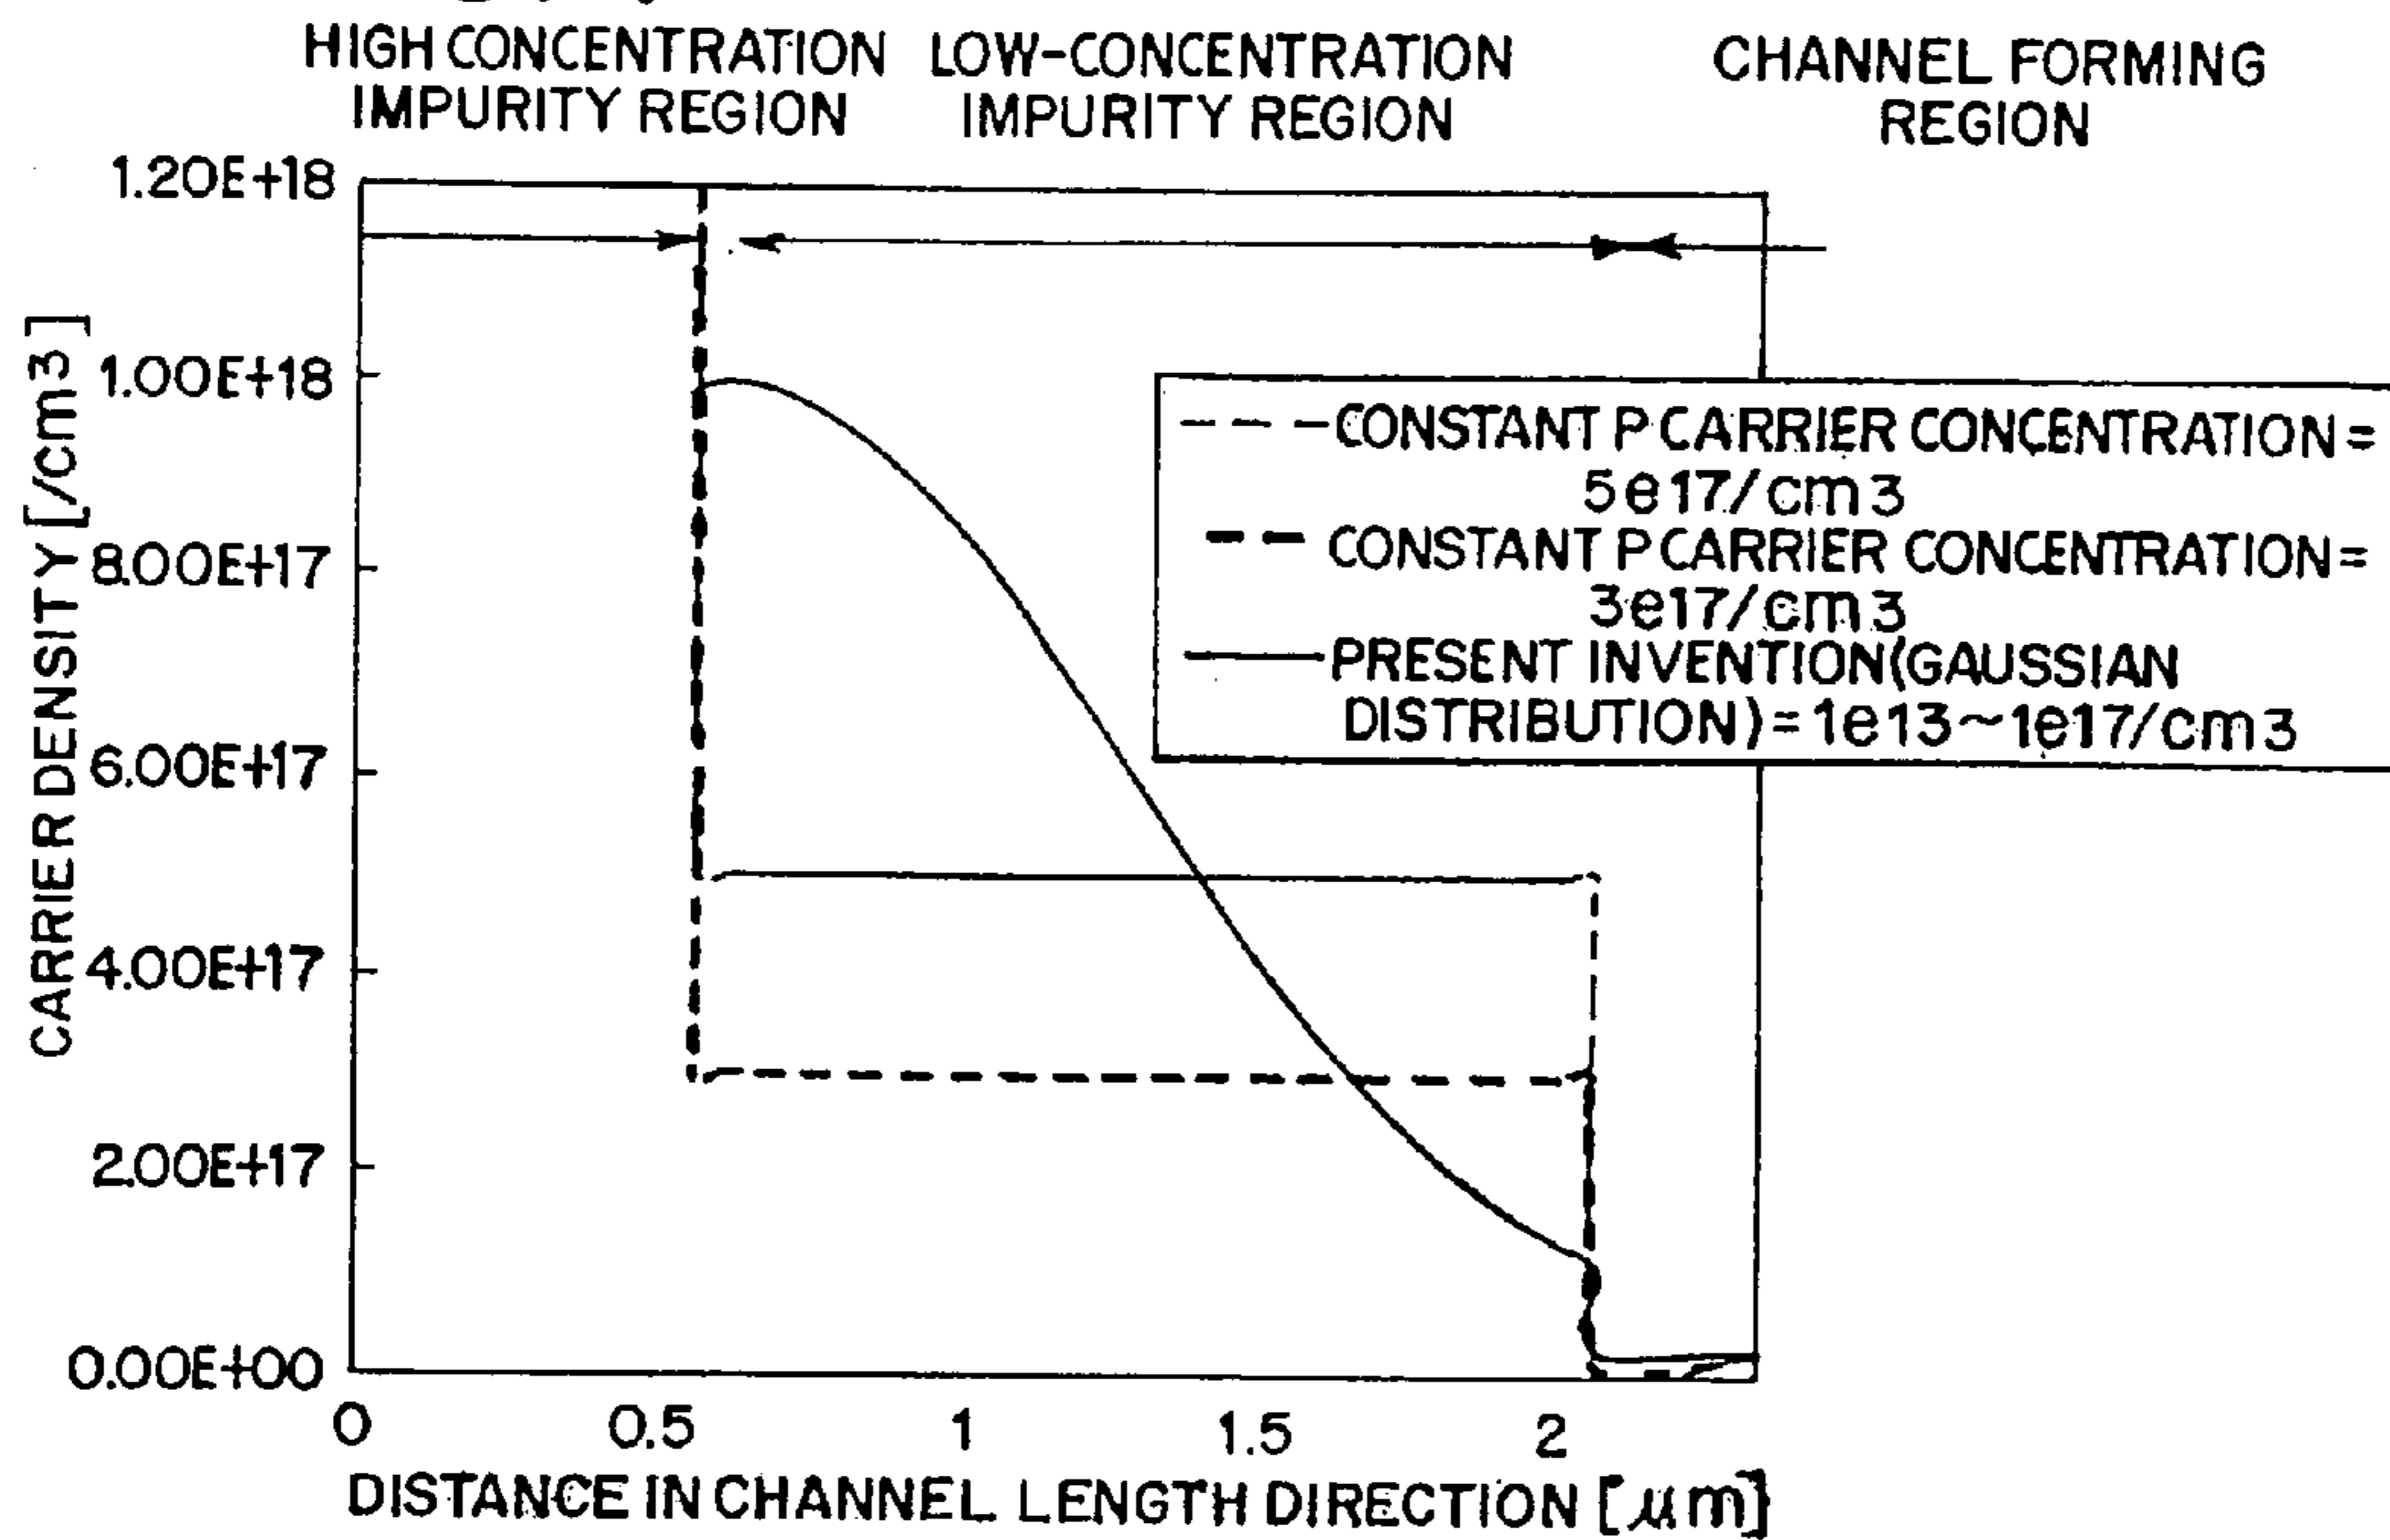 HIGH CONCENTRATION LOW-CONCENTRATION CHANNEL FORMING
IMPURITY REGION IMPURITY REGION REGION
1.20E+18
1.00E+18
8.00E+17
6.00E+17
4.00E+17
2.00E+17
0.00E+00
CARRIER DENSITY [/cm3]
CONSTANT P CARRIER CONCENTRATION=
5e17/cm3
CONSTANT P CARRIER CONCENTRATION=
3e17/cm3
PRESENT INVENTION(GAUSSIAN
DISTRIBUTION)=1e13~1e17/cm3
0 0.5 1 1.5 2
DISTANCE IN CHANNEL LENGTH DIRECTION [μm]